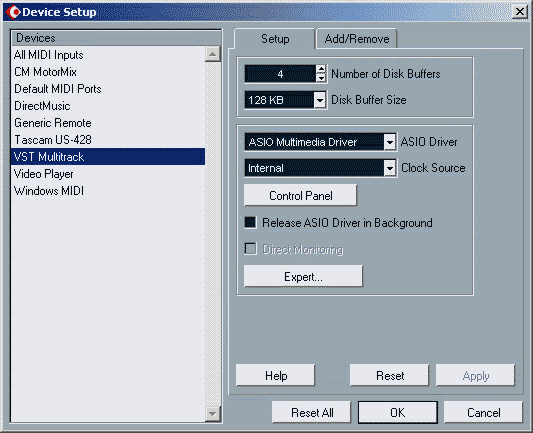 Device Setup
Devices
All MIDI Inputs
CM MotorMix
Default MIDI Ports
DirectMusic
Generic Remote
Tascam US-428
VST Multitrack
Video Player
Windows MIDI
Setup
Add/Remove
4 Number of Disk Buffers
128 KB Disk Buffer Size
ASIO Multimedia Driver ASIO Driver
Internal Clock Source
Control Panel
Release ASIO Driver in Background
Direct Monitoring
Expert...
Help Reset Apply
Reset All OK Cancel